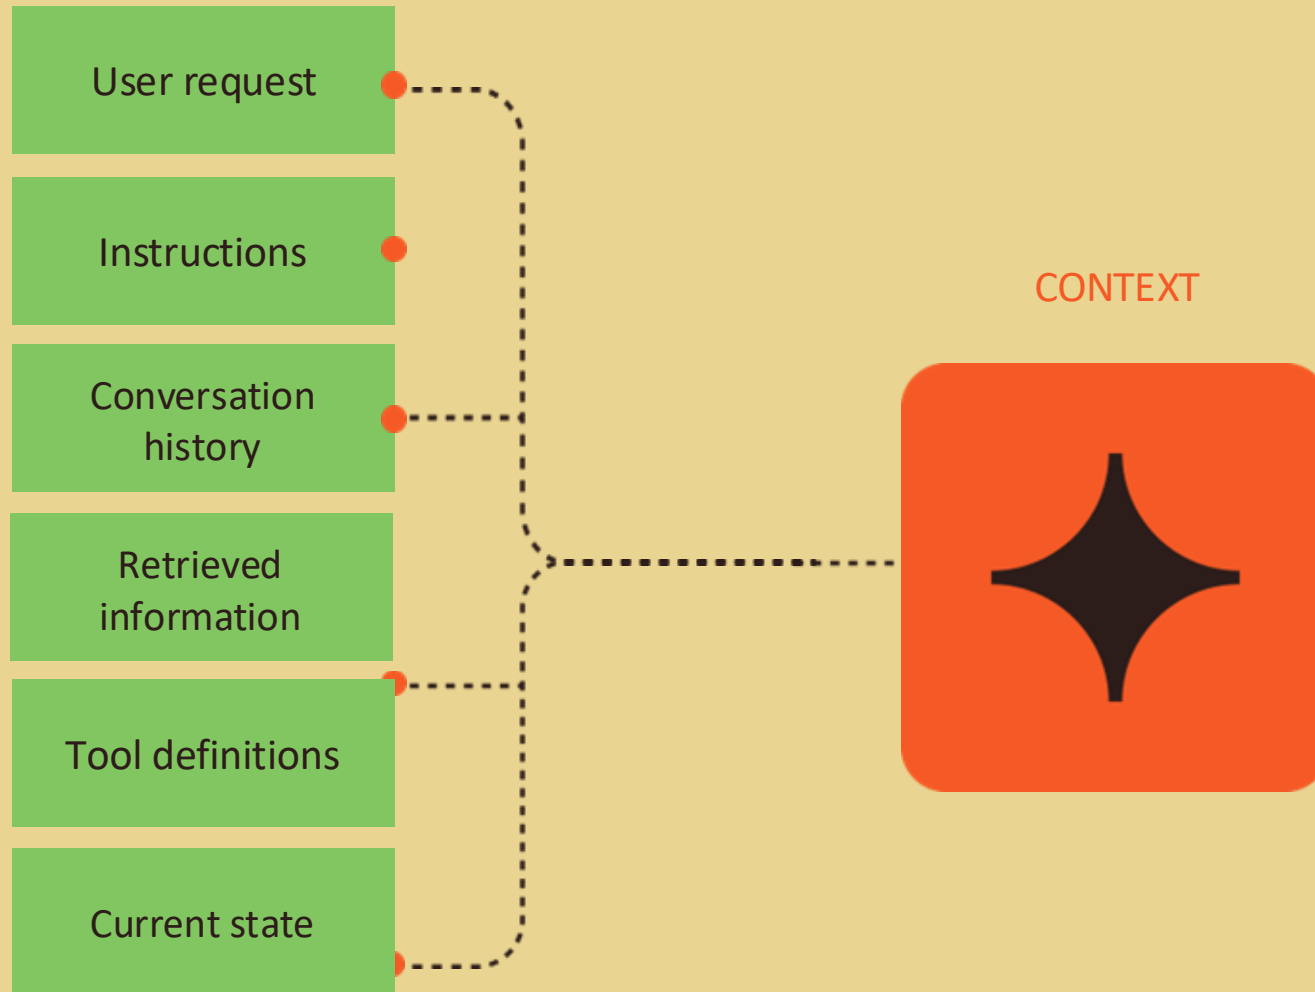 User request
Instructions
CONTEXT
Conversation
history
Retrieved
information
Tool definitions
Current state